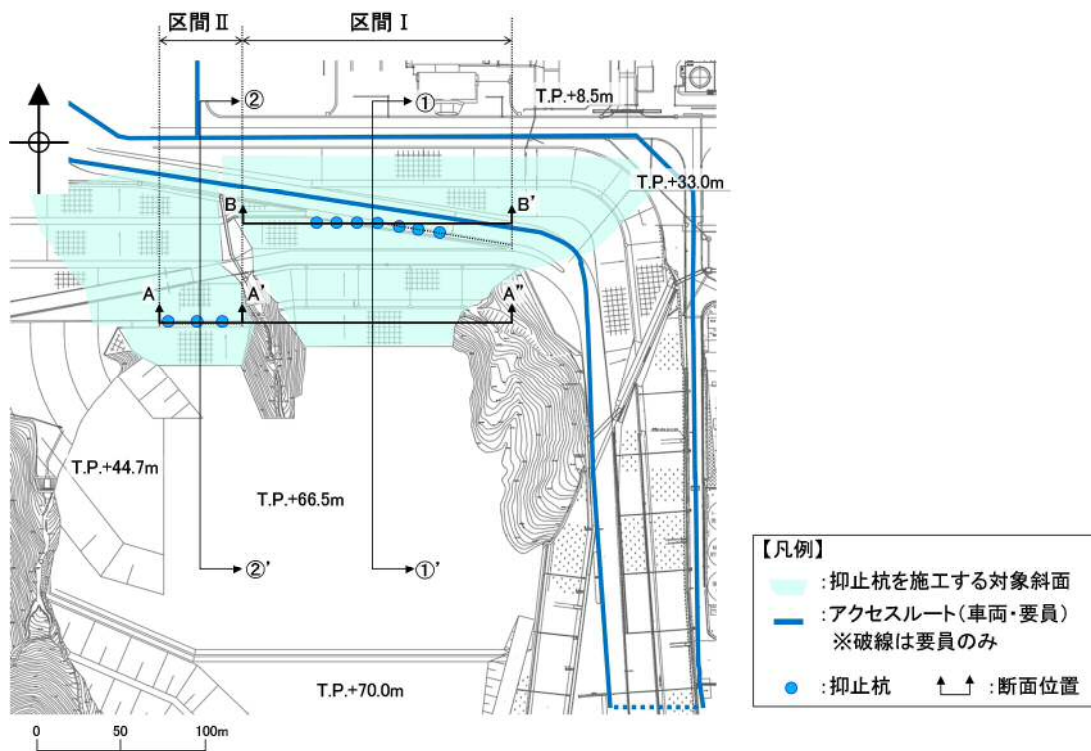 区間Ⅱ 区間Ⅰ
② ①
T.P.+8.5m
T.P.+33.0m
B B'
A A' A"
T.P.+44.7m
T.P.+66.5m
②' ①'
T.P.+70.0m
0 50 100m
【凡例】
:抑止杭を施工する対象斜面
:アクセスルート(車両・要員)
※破線は要員のみ
:抑止杭 :断面位置